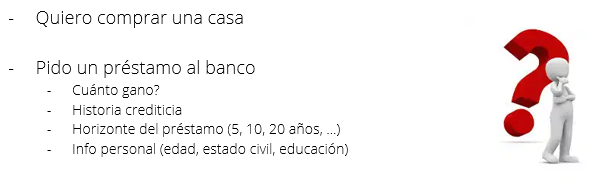 - Quiero comprar una casa
- Pido un préstamo al banco
- Cuánto gano?
- Historia crediticia
- Horizonte del préstamo (5, 10, 20 años, ...)
- Info personal (edad, estado civil, educación)
?